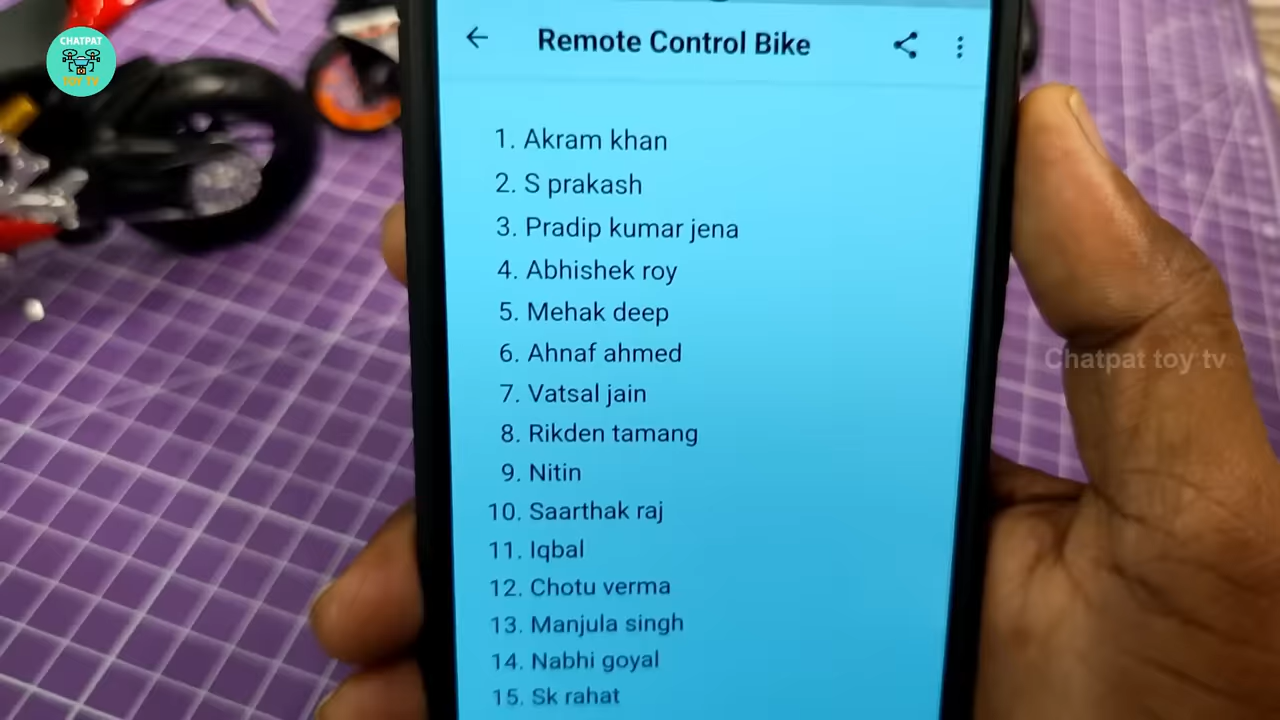 CHATPAT
TOY TV
Remote Control Bike
1. Akram khan
2. S prakash
3. Pradip kumar jena
4. Abhishek roy
5. Mehak deep
6. Ahnaf ahmed
7. Vatsal jain
8. Rikden tamang
9. Nitin
10. Saarthak raj
11. Iqbal
12. Chotu verma
13. Manjula singh
14. Nabhi goyal
15. Sk rahat
Chatpat toy tv